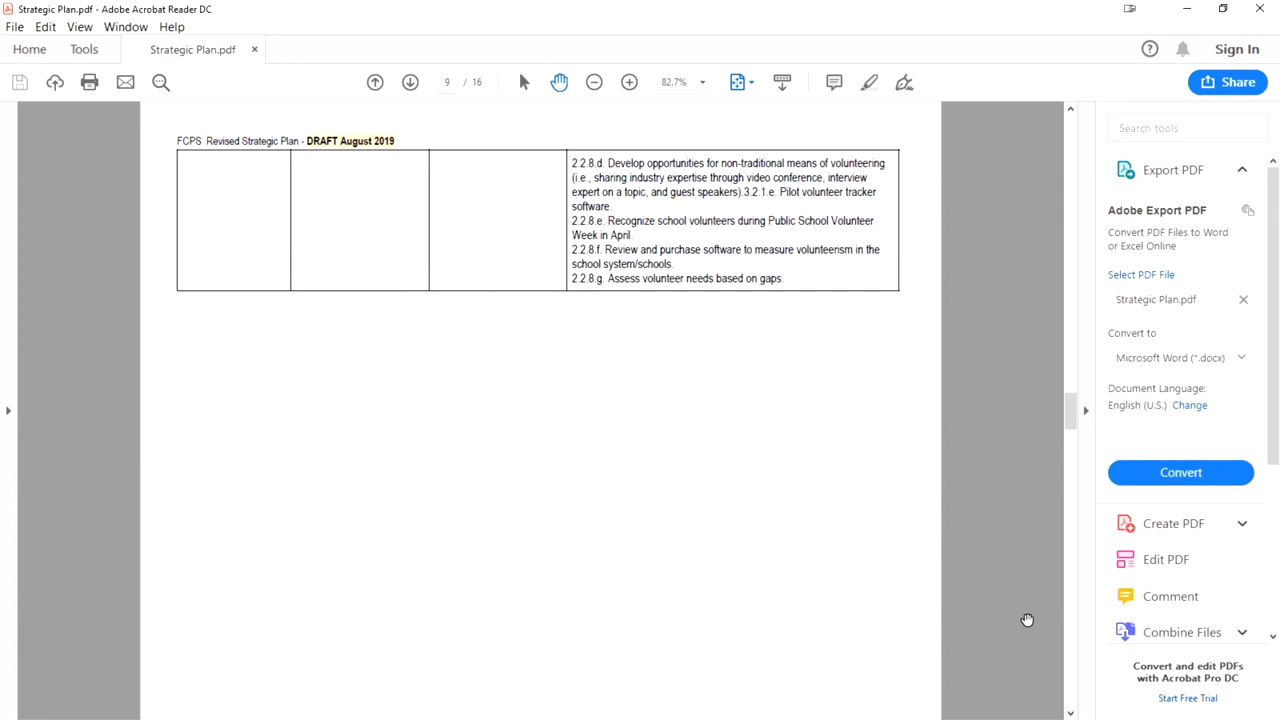 Strategic Plan.pdf - Adobe Acrobat Reader DC
File Edit View Window Help
Home Tools Strategic Plan.pdf × Sign In
9 / 16 82.7% Share
FCPS Revised Strategic Plan - DRAFT August 2019
2.2.8.d. Develop opportunities for non-traditional means of volunteering
(i.e., sharing industry expertise through video conference, interview
expert on a topic, and guest speakers).3.2.1.e. Pilot volunteer tracker
software.
2.2.8.e. Recognize school volunteers during Public School Volunteer
Week in April.
2.2.8.f. Review and purchase software to measure volunteerism in the
school system/schools.
2.2.8.g. Assess volunteer needs based on gaps.
Search tools
Export PDF
Adobe Export PDF
Convert PDF Files to Word
or Excel Online
Select PDF File
Strategic Plan.pdf
Convert to
Microsoft Word (*.docx)
Document Language:
English (U.S.) Change
Convert
Create PDF
Edit PDF
Comment
Combine Files
Convert and edit PDFs
with Acrobat Pro DC
Start Free Trial